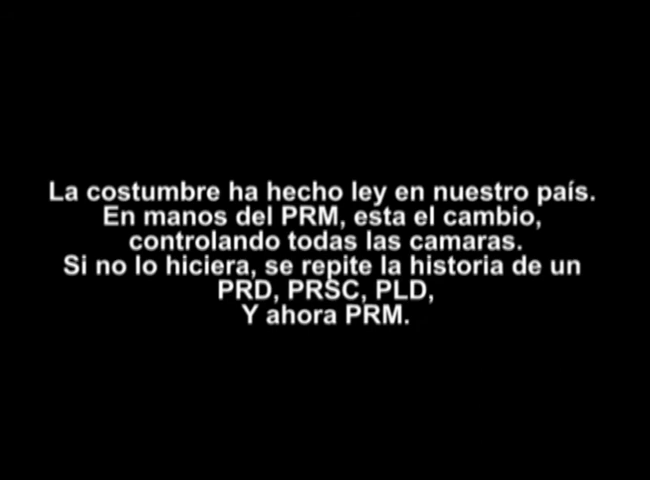 La costumbre ha hecho ley en nuestro país.
En manos del PRM, esta el cambio,
controlando todas las camaras.
Si no lo hiciera, se repite la historia de un
PRD, PRSC, PLD,
Y ahora PRM.